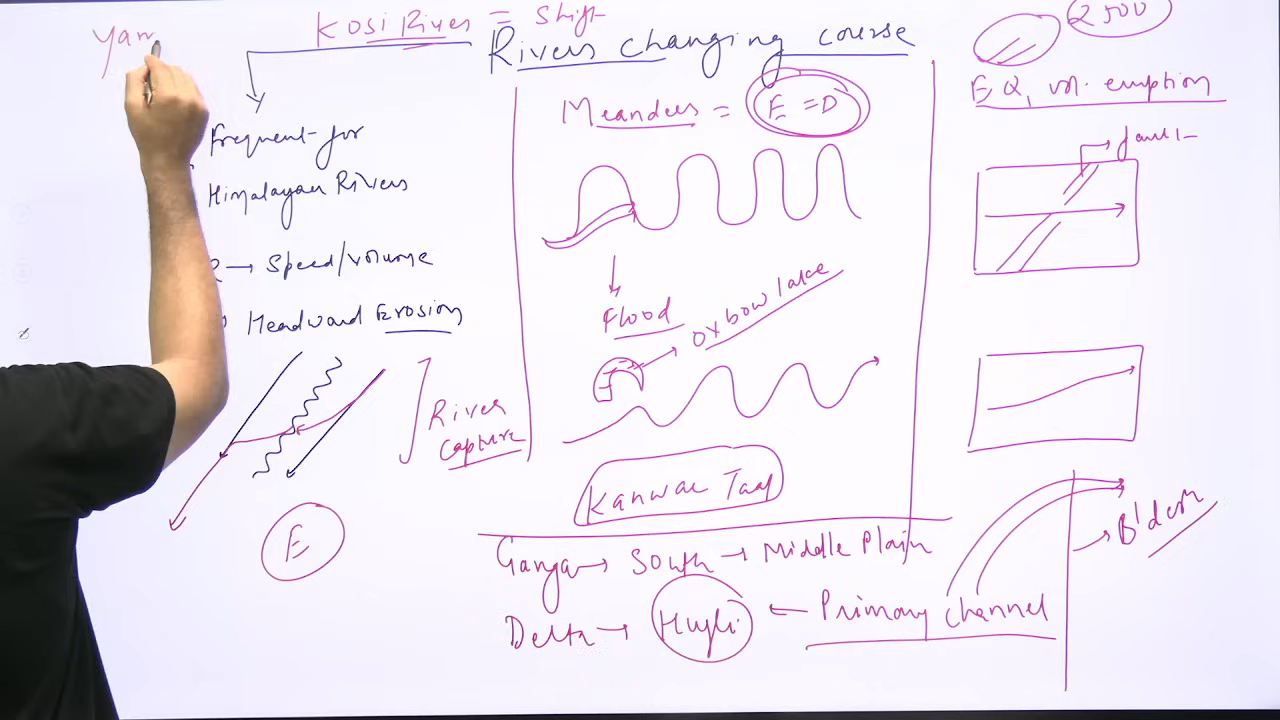 Yam
Kosi River = Shift
Rivers changing course
2500
Frequent for
Himalayan Rivers
→ Speed/volume
Headward Erosion
River
Capture
E
Meanders = E = D
Flood
Oxbow lake
Kanwar Taal
EQ, vol. eruption
fault
Ganga → South → Middle Plain
Delta → Hugli ← Primary channel
→ B'desh